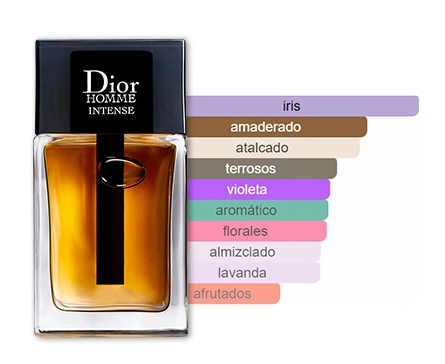 Dior
HOMME
INTENSE
iris
amaderado
atalcado
terrosos
violeta
aromático
florales
almizclado
lavanda
afrutados